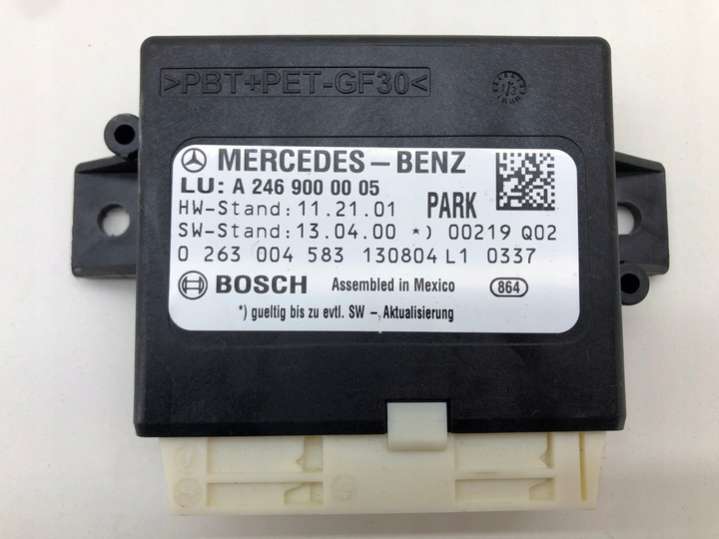 >PBT+PET-GF30<
MERCEDES-BENZ
LU: A 246 900 00 05
HW-Stand: 11.21.01 PARK
SW-Stand: 13.04.00 *) 00219 Q02
0 263 004 583 130804 L1 0337
BOSCH Assembled in Mexico 864
*) gueltig bis zu evtl. SW -, Aktualisierung